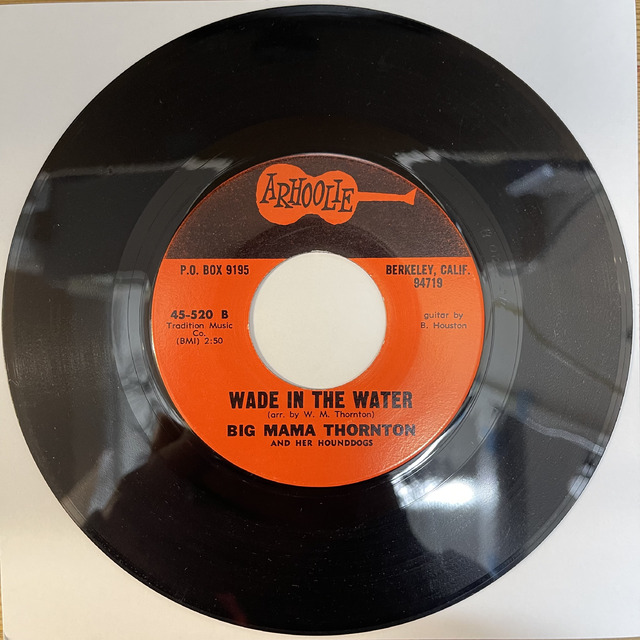 ARHOOLIE
P.O. BOX 9195
BERKELEY, CALIF.
94719
45-520 B
Tradition Music
Co.
(BMI) 2:50
guitar by
B. Houston
WADE IN THE WATER
(arr. by W. M. Thornton)
BIG MAMA THORNTON
AND HER HOUNDDOGS